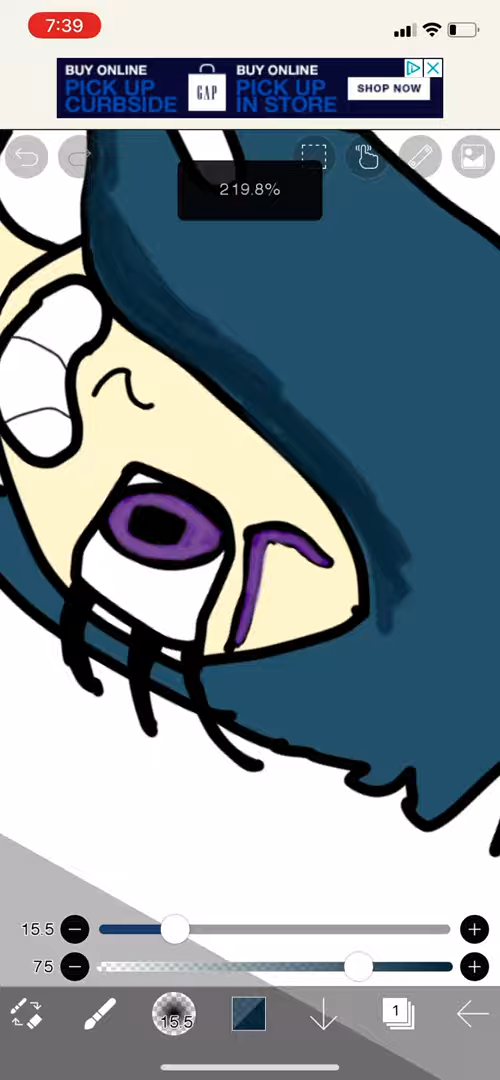 7:39
BUY ONLINE
PICK UP
CURBSIDE
GAP
BUY ONLINE
PICK UP
IN STORE
SHOP NOW
219.8%
15.5
75
15.5
1